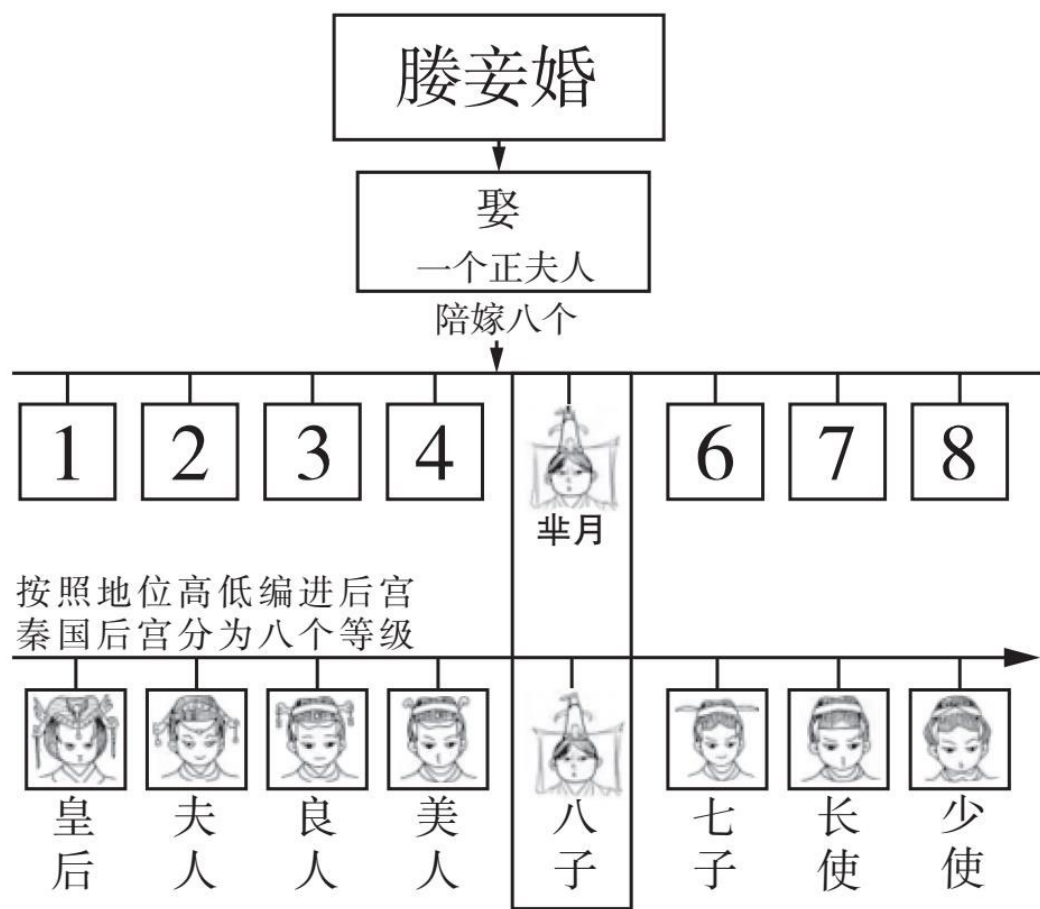 媵妾婚
娶
一个正夫人
陪嫁八个
1 2 3 4 6 7 8
芈月
按照地位高低编进后宫
秦国后宫分为八个等级
皇后 夫人 良人 美人 八子 七子 长使 少使